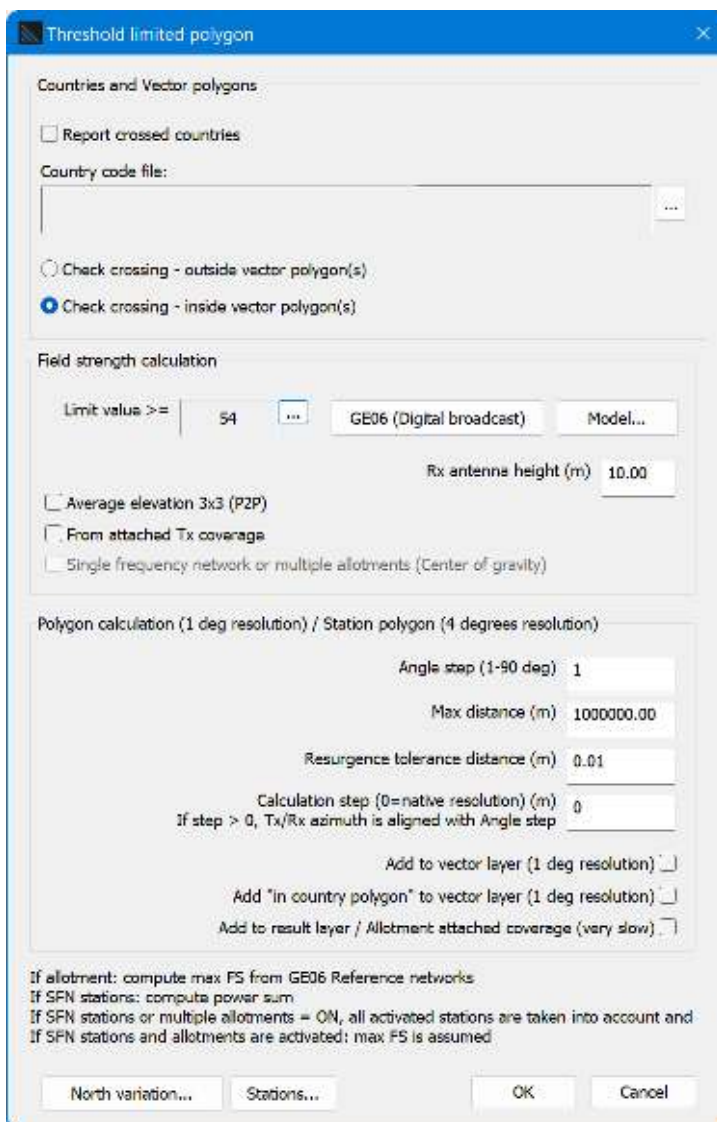 Threshold limited polygon
Countries and Vector polygons
Report crossed countries
Country code file:
...
Check crossing - outside vector polygon(s)
Check crossing - inside vector polygon(s)
Field strength calculation
Limit value >= 54 ... GE06 (Digital broadcast) Model...
Rx antenna height (m) 10.00
Average elevation 3x3 (P2P)
From attached Tx coverage
Single frequency network or multiple allotments (Center of gravity)
Polygon calculation (1 deg resolution) / Station polygon (4 degrees resolution)
Angle step (1-90 deg) 1
Max distance (m) 1000000.00
Resurgence tolerance distance (m) 0.01
Calculation step (0=native resolution) (m) 0
If step > 0, Tx/Rx azimuth is aligned with Angle step
Add to vector layer (1 deg resolution)
Add "in country polygon" to vector layer (1 deg resolution)
Add to result layer / Allotment attached coverage (very slow)
If allotment: compute max FS from GE06 Reference networks
If SFN stations: compute power sum
If SFN stations or multiple allotments = ON, all activated stations are taken into account and
If SFN stations and allotments are activated: max FS is assumed
North variation... Stations... OK Cancel